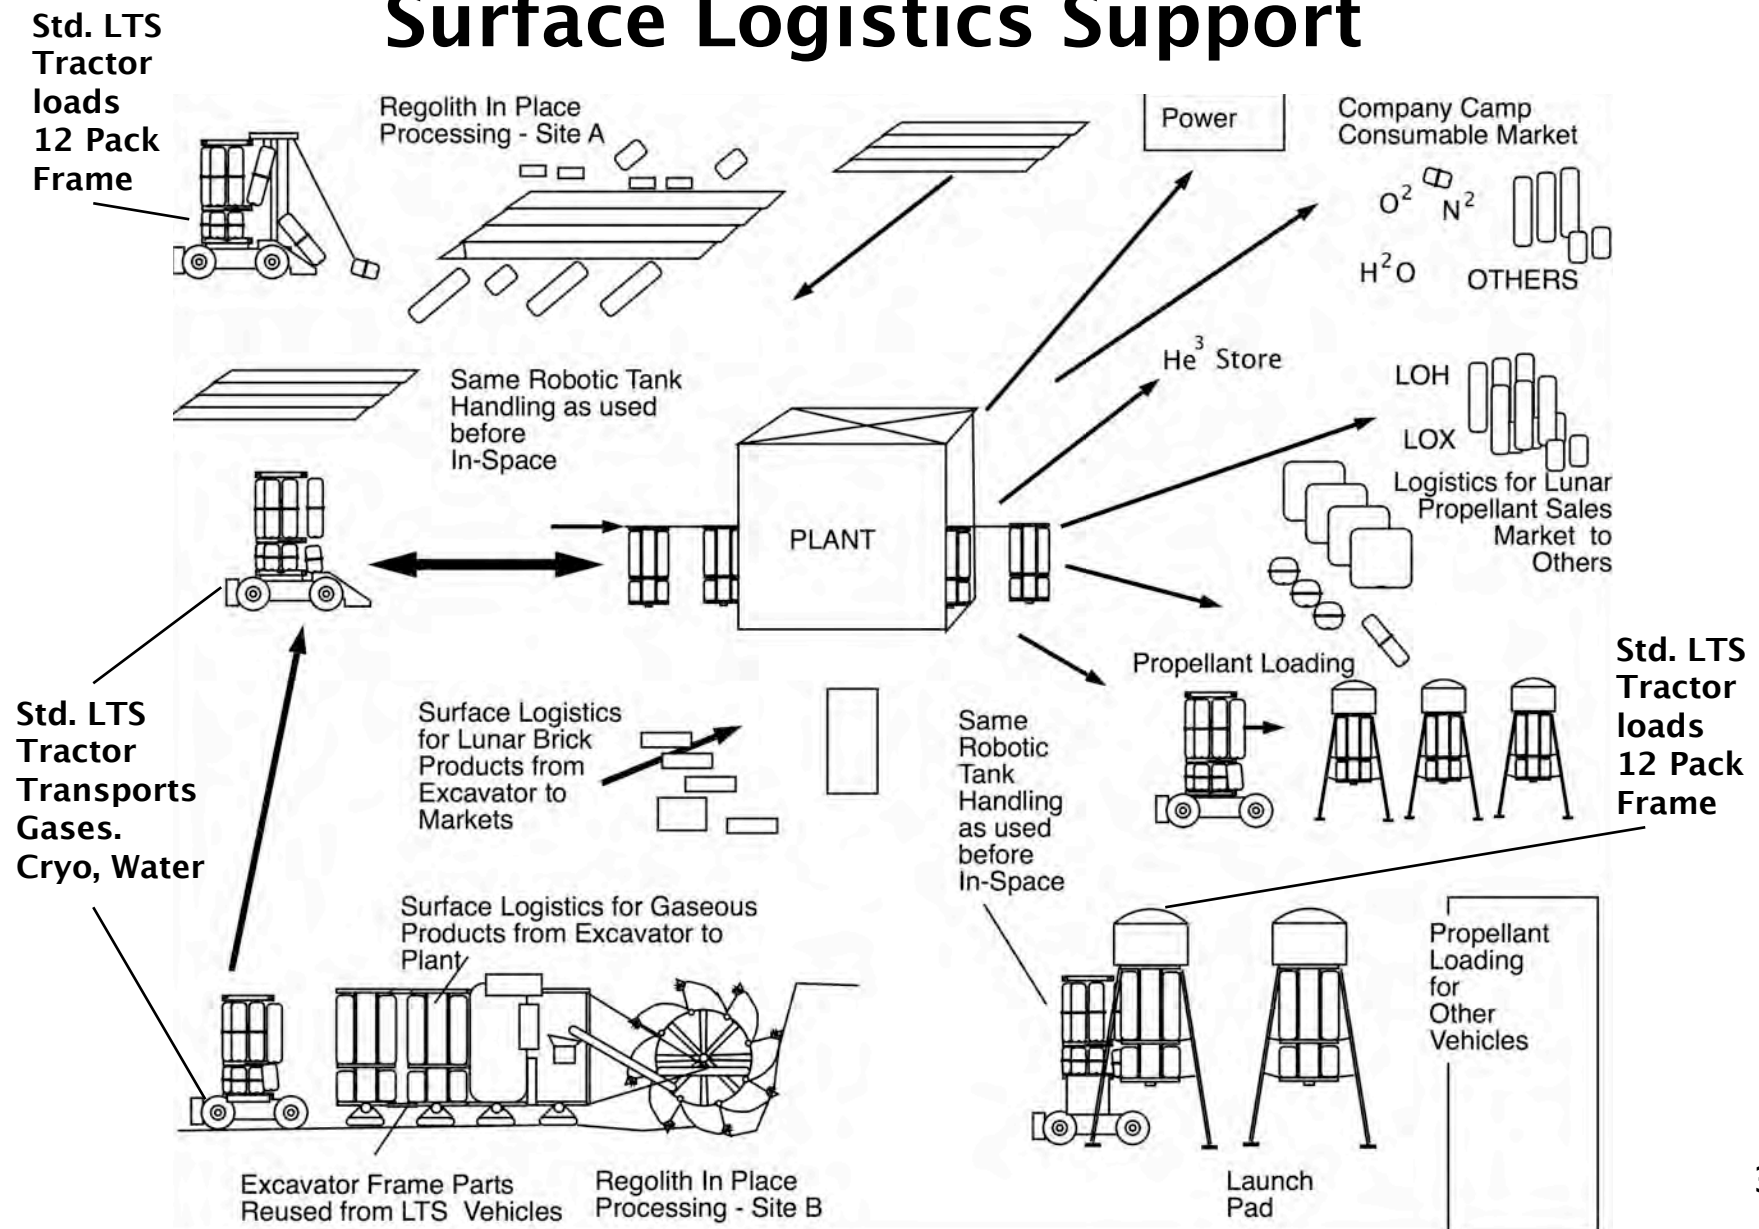 Surface Logistics Support
Std. LTS
Tractor
loads
12 Pack
Frame
Regolith In Place
Processing - Site A
Power
Company Camp
Consumable Market
O²
N²
H²O
OTHERS
He³ Store
Same Robotic Tank
Handling as used
before
In-Space
LOH
LOX
PLANT
Logistics for Lunar
Propellant Sales
Market to
Others
Propellant Loading
Std. LTS
Tractor
loads
12 Pack
Frame
Std. LTS
Tractor
Transports
Gases.
Cryo, Water
Surface Logistics
for Lunar Brick
Products from
Excavator to
Markets
Same
Robotic
Tank
Handling
as used
before
In-Space
Surface Logistics for Gaseous
Products from Excavator to
Plant
Propellant
Loading
for
Other
Vehicles
Excavator Frame Parts
Reused from LTS Vehicles
Regolith In Place
Processing - Site B
Launch
Pad